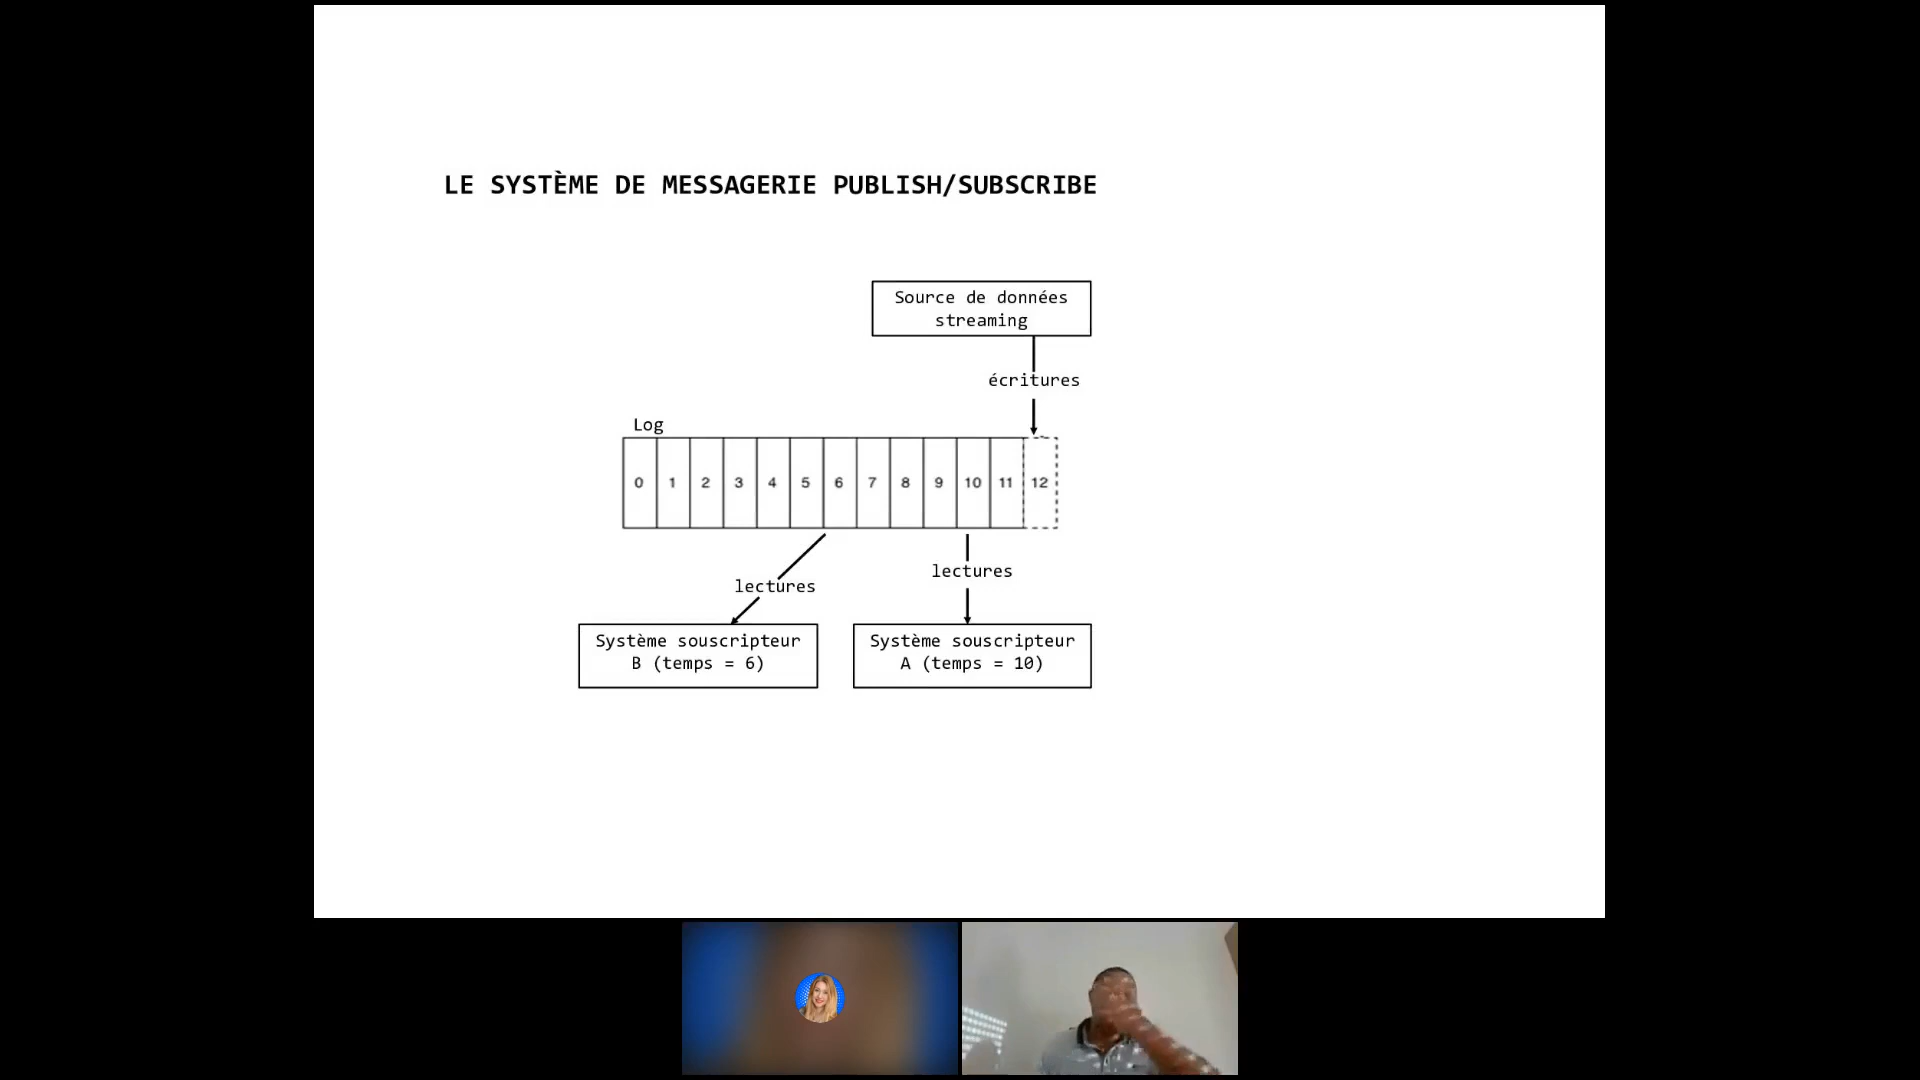 LE SYSTÈME DE MESSAGERIE PUBLISH/SUBSCRIBE
Source de données
streaming
écritures
Log
0 1 2 3 4 5 6 7 8 9 10 11 12
lectures
lectures
Système souscripteur
B (temps = 6)
Système souscripteur
A (temps = 10)